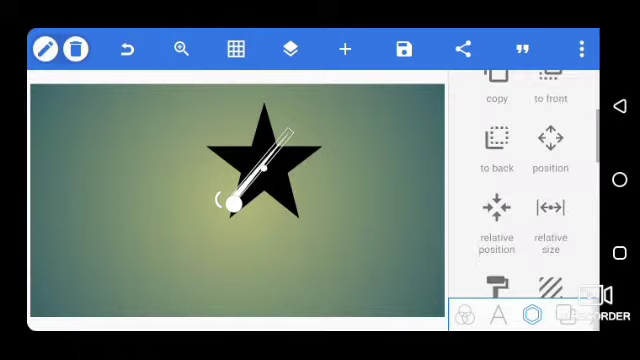 copy
to front
to back
position
relative position
relative size
A
RECORDER